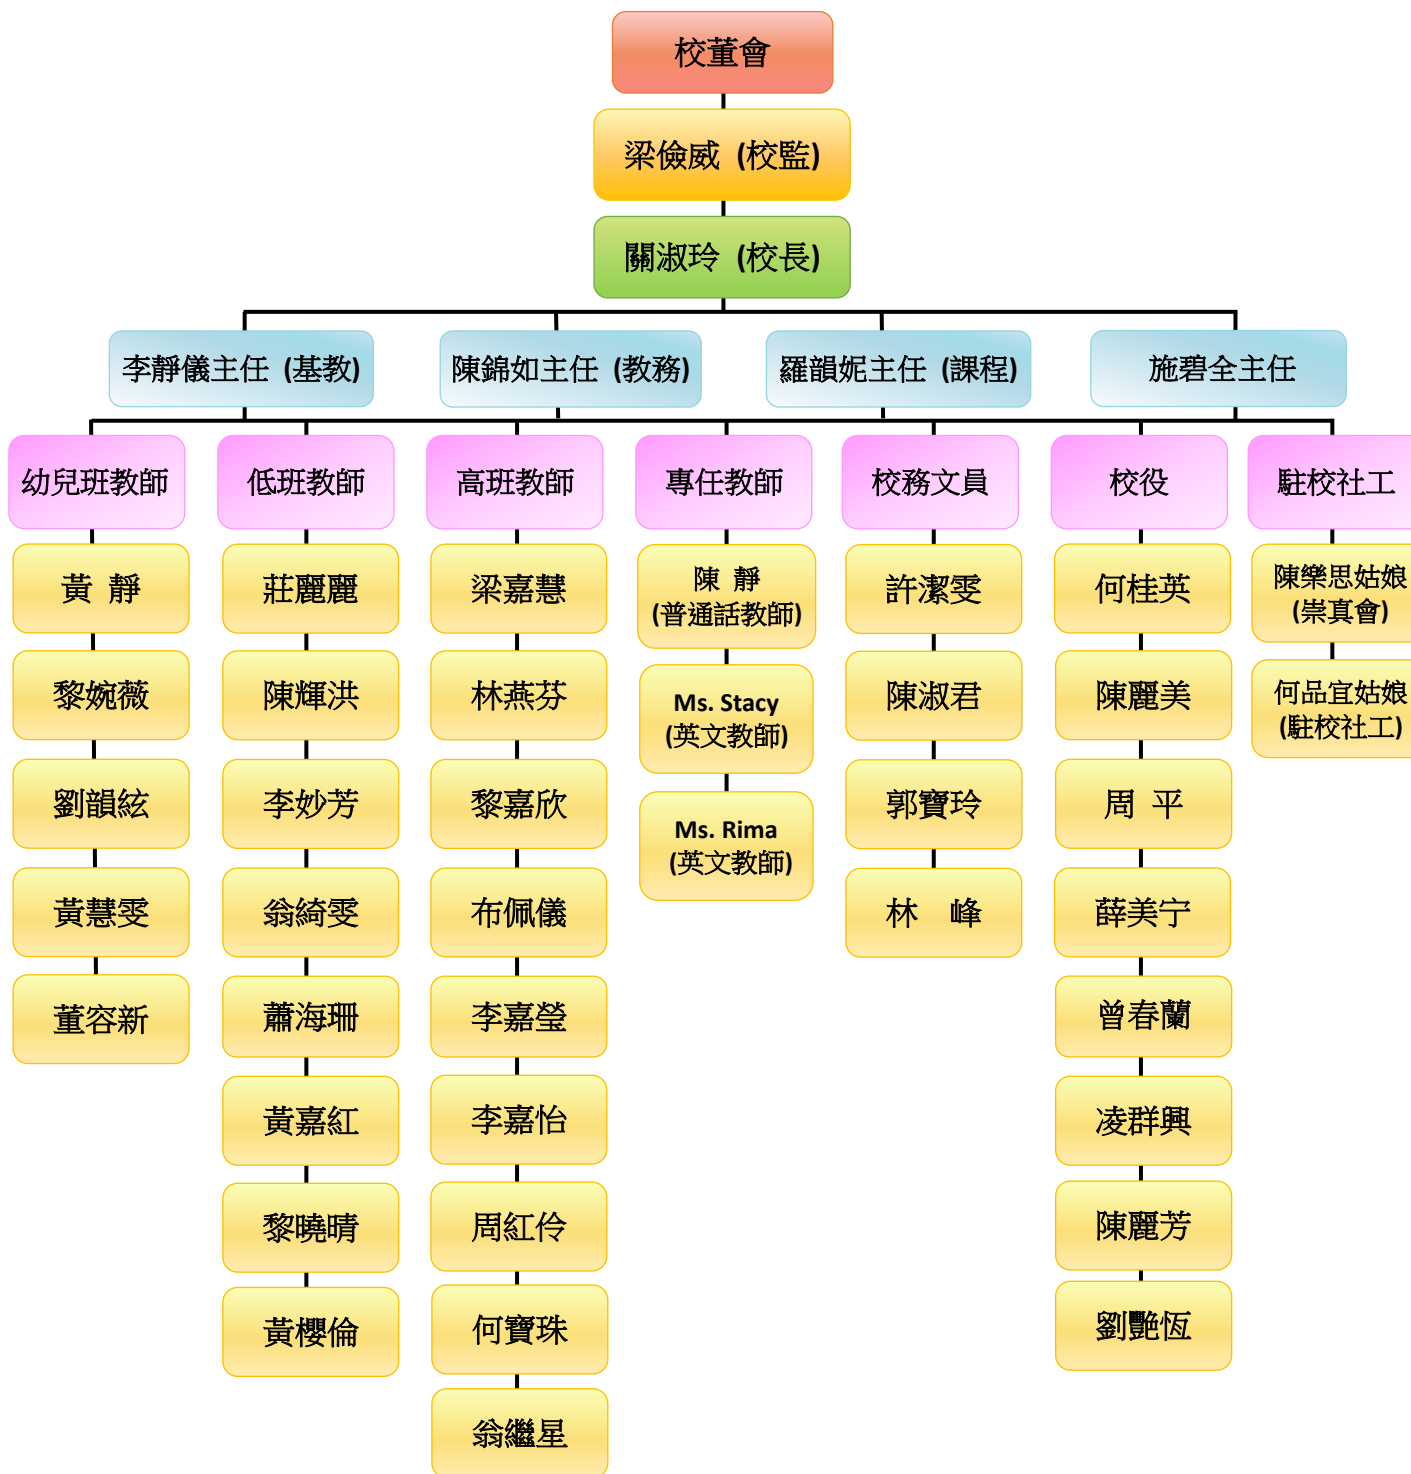 校董會
梁儉威 (校監)
關淑玲 (校長)
李靜儀主任 (基教)
陳錦如主任 (教務)
羅韻妮主任 (課程)
施碧全主任
幼兒班教師
低班教師
高班教師
專任教師
校務文員
校役
駐校社工
黃 靜
黎婉薇
劉韻絃
黃慧雯
董容新
莊麗麗
陳輝洪
李妙芳
翁綺雯
蕭海珊
黃嘉紅
黎曉晴
黃櫻倫
梁嘉慧
林燕芬
黎嘉欣
布佩儀
李嘉瑩
李嘉怡
周紅伶
何寶珠
翁繼星
陳 靜
(普通話教師)
Ms. Stacy
(英文教師)
Ms. Rima
(英文教師)
許潔雯
陳淑君
郭寶玲
林 峰
何桂英
陳麗美
周 平
薛美宁
曾春蘭
凌群興
陳麗芳
劉艷恆
陳樂思姑娘
(崇真會)
何品宜姑娘
(駐校社工)